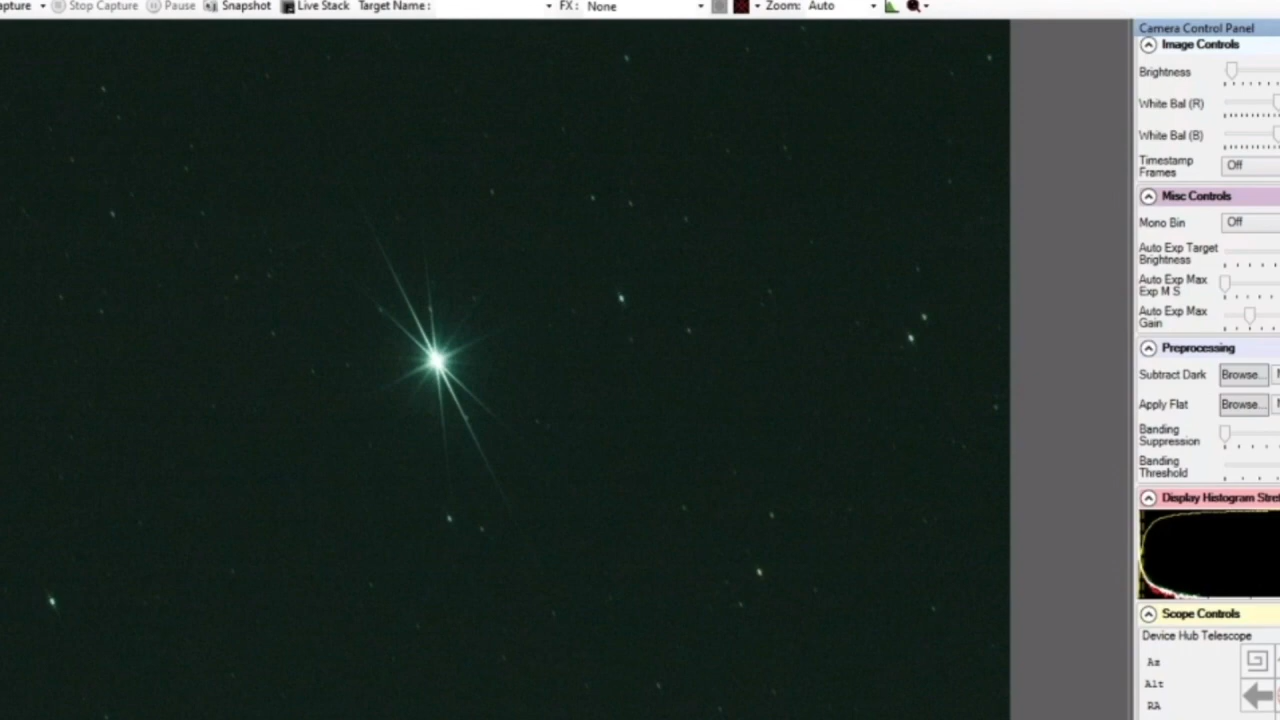 Stop Capture Pause Snapshot Live Stack Target Name : FX : None Zoom: Auto
Camera Control Panel
Image Controls
Brightness
White Bal (R)
White Bal (B)
Timestamp
Frames
Off
Misc Controls
Mono Bin Off
Auto Exp Target
Brightness
Auto Exp Max
Exp M S
Auto Exp Max
Gain
Preprocessing
Subtract Dark Browse...
Apply Flat Browse...
Banding
Suppression
Banding
Threshold
Display Histogram
Scope Controls
Device Hub Telescope
Az
Alt
RA